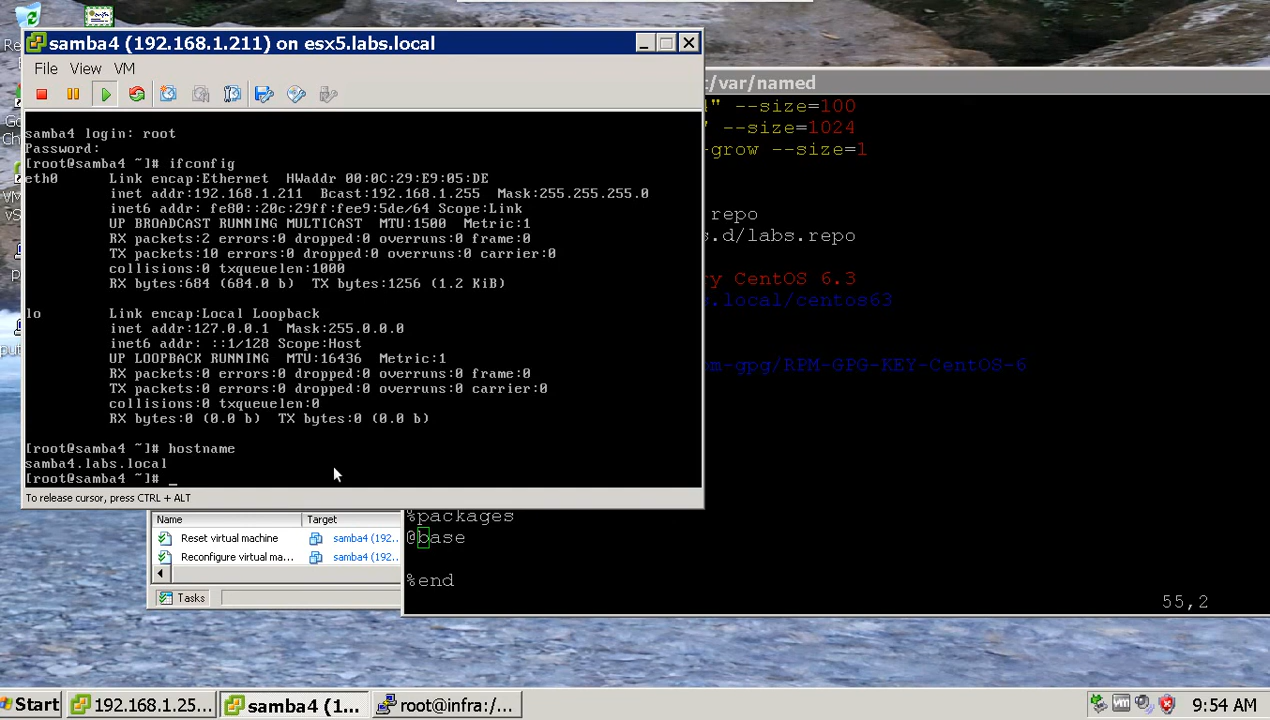 samba4 (192.168.1.211) on esx5.labs.local
File View VM
samba4 login: root
Password:
[root@samba4 ~]# ifconfig
eth0 Link encap:Ethernet HWaddr 00:0C:29:E9:05:DE
inet addr:192.168.1.211 Bcast:192.168.1.255 Mask:255.255.255.0
inet6 addr: fe80::20c:29ff:fee9:5de/64 Scope:Link
UP BROADCAST RUNNING MULTICAST MTU:1500 Metric:1
RX packets:2 errors:0 dropped:0 overruns:0 frame:0
TX packets:10 errors:0 dropped:0 overruns:0 carrier:0
collisions:0 txqueuelen:1000
RX bytes:684 (684.0 b) TX bytes:1256 (1.2 KiB)
lo Link encap:Local Loopback
inet addr:127.0.0.1 Mask:255.0.0.0
inet6 addr: ::1/128 Scope:Host
UP LOOPBACK RUNNING MTU:16436 Metric:1
RX packets:0 errors:0 dropped:0 overruns:0 frame:0
TX packets:0 errors:0 dropped:0 overruns:0 carrier:0
collisions:0 txqueuelen:0
RX bytes:0 (0.0 b) TX bytes:0 (0.0 b)
[root@samba4 ~]# hostname
samba4.labs.local
[root@samba4 ~]# _
To release cursor, press CTRL + ALT
/var/named
" --size=100
" --size=1024
-grow --size=1
repo
s.d/labs.repo
y CentOS 6.3
s.local/centos63
om-gpg/RPM-GPG-KEY-CentOS-6
%packages
@base
%end
55,2
Name Target
Reset virtual machine samba4 (192..
Reconfigure virtual ma... samba4 (192..
Tasks
Start 192.168.1.25... samba4 (1... root@infra:/... 9:54 AM